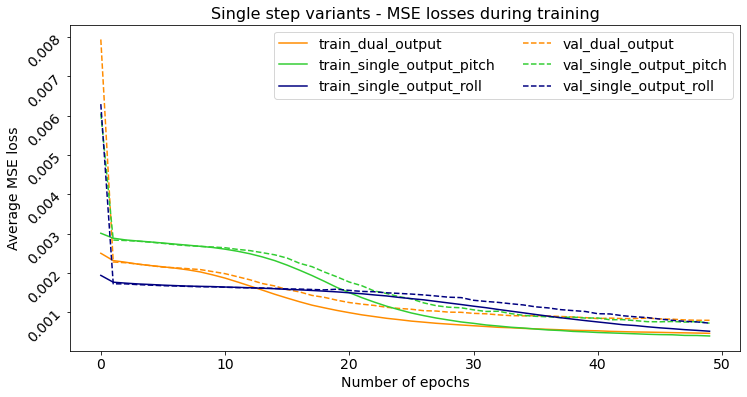 Single step variants - MSE losses during training
train_dual_output
train_single_output_pitch
train_single_output_roll
val_dual_output
val_single_output_pitch
val_single_output_roll
Average MSE loss
0.008
0.007
0.006
0.005
0.004
0.003
0.002
0.001
0 10 20 30 40 50
Number of epochs